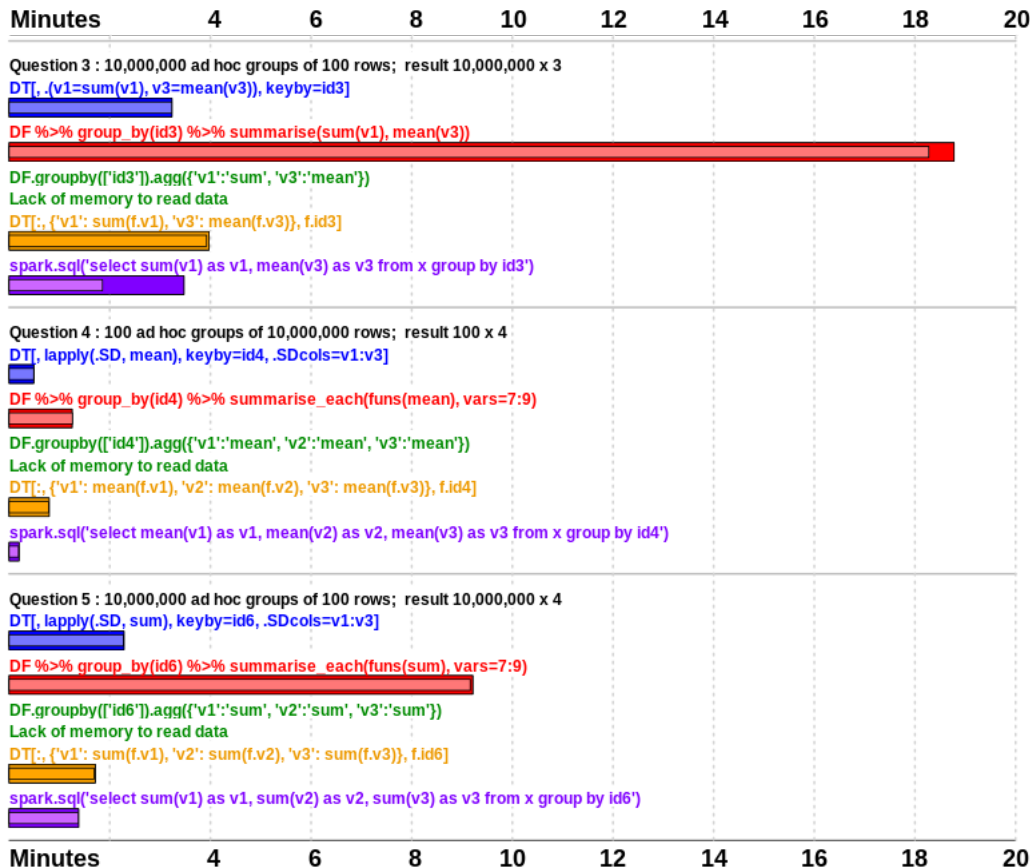 Minutes 4 6 8 10 12 14 16 18 20
Question 3 : 10,000,000 ad hoc groups of 100 rows;  result 10,000,000 x 3
DT[, .(v1=sum(v1), v3=mean(v3)), keyby=id3]
DF %>% group_by(id3) %>% summarise(sum(v1), mean(v3))
DF.groupby(['id3']).agg({'v1':'sum', 'v3':'mean'})
Lack of memory to read data
DT[:, {'v1': sum(f.v1), 'v3': mean(f.v3)}, f.id3]
spark.sql('select sum(v1) as v1, mean(v3) as v3 from x group by id3')
Question 4 : 100 ad hoc groups of 10,000,000 rows;  result 100 x 4
DT[, lapply(.SD, mean), keyby=id4, .SDcols=v1:v3]
DF %>% group_by(id4) %>% summarise_each(funs(mean), vars=7:9)
DF.groupby(['id4']).agg({'v1':'mean', 'v2':'mean', 'v3':'mean'})
Lack of memory to read data
DT[:, {'v1': mean(f.v1), 'v2': mean(f.v2), 'v3': mean(f.v3)}, f.id4]
spark.sql('select mean(v1) as v1, mean(v2) as v2, mean(v3) as v3 from x group by id4')
Question 5 : 10,000,000 ad hoc groups of 100 rows;  result 10,000,000 x 4
DT[, lapply(.SD, sum), keyby=id6, .SDcols=v1:v3]
DF %>% group_by(id6) %>% summarise_each(funs(sum), vars=7:9)
DF.groupby(['id6']).agg({'v1':'sum', 'v2':'sum', 'v3':'sum'})
Lack of memory to read data
DT[:, {'v1': sum(f.v1), 'v2': sum(f.v2), 'v3': sum(f.v3)}, f.id6]
spark.sql('select sum(v1) as v1, sum(v2) as v2, sum(v3) as v3 from x group by id6')
Minutes 4 6 8 10 12 14 16 18 20